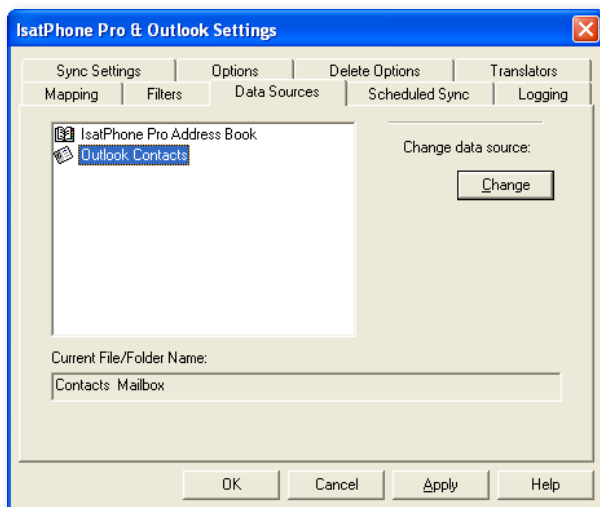 IsatPhone Pro & Outlook Settings
Sync Settings Options Delete Options Translators
Mapping Filters Data Sources Scheduled Sync Logging
IsatPhone Pro Address Book
Outlook Contacts
Change data source:
Change
Current File/Folder Name:
Contacts Mailbox
OK Cancel Apply Help